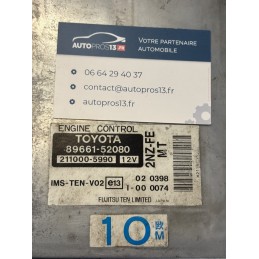 AUTOPROS13.FR
VOTRE PARTENAIRE
AUTOMOBILE
06 64 29 40 37
contact@autopros13.fr
autopros13.fr
ENGINE CONTROL
TOYOTA
89661-52080
211000-5990 12V
2NZ-FE
MT
IMS-TEN-V02 e13
02 0398
1-00 0074
FUJITSU TEN LIMITED JAPAN
10 欧
M